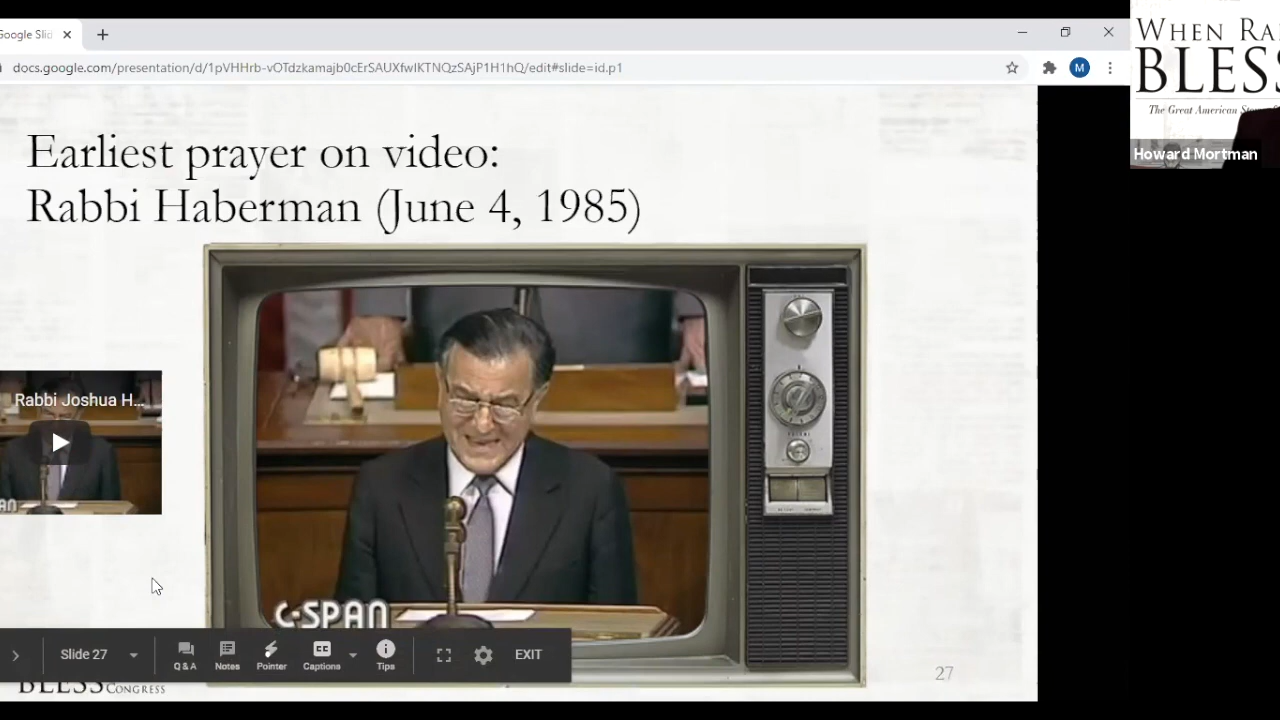 Google Slid
docs.google.com/presentation/d/1pVHHrb-vOTdzkamajb0cErSAUXfwIKTNQzSAjP1H1hQ/edit#slide=id.p1
M
WHEN RA
BLESS
The Great American
Howard Mortman
Earliest prayer on video:
Rabbi Haberman (June 4, 1985)
Rabbi Joshua H...
C-SPAN
Slide 27
Q&A
Notes
Pointer
Captions
Tips
EXIT
BLESS CONGRESS
27